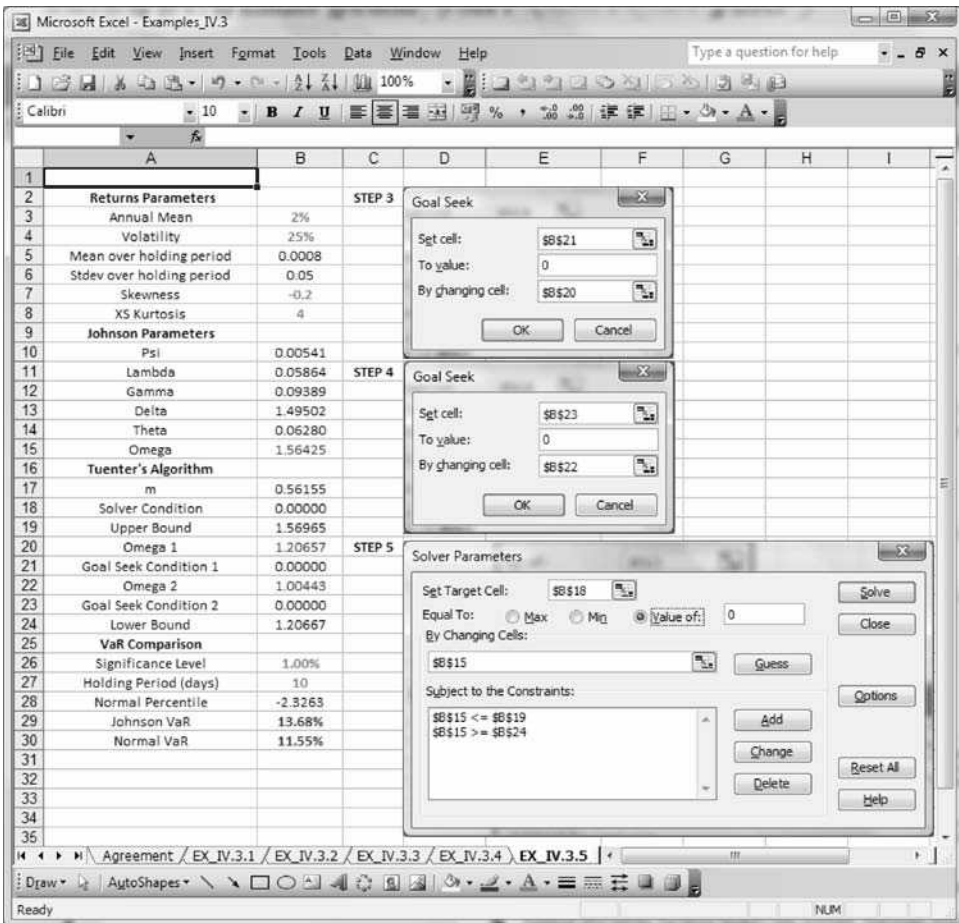 Microsoft Excel - Examples_IV.3
File Edit View Insert Format Tools Data Window Help
Type a question for help
100%
Calibri 10 B I U
fx
A B C D E F G H I
1
2 Returns Parameters STEP 3
3 Annual Mean 2%
4 Volatility 25%
5 Mean over holding period 0.0008
6 Stdev over holding period 0.05
7 Skewness -0.2
8 XS Kurtosis 4
9 Johnson Parameters
10 Psi 0.00541
11 Lambda 0.05864 STEP 4
12 Gamma 0.09389
13 Delta 1.49502
14 Theta 0.06280
15 Omega 1.56425
16 Tuenter's Algorithm
17 m 0.56155
18 Solver Condition 0.00000
19 Upper Bound 1.56965
20 Omega 1 1.20657 STEP 5
21 Goal Seek Condition 1 0.00000
22 Omega 2 1.00443
23 Goal Seek Condition 2 0.00000
24 Lower Bound 1.20667
25 VaR Comparison
26 Significance Level 1.00%
27 Holding Period (days) 10
28 Normal Percentile -2.3263
29 Johnson VaR 13.68%
30 Normal VaR 11.55%
31
32
33
34
35
Goal Seek
Set cell: $B$21
To value: 0
By changing cell: $B$20
OK Cancel
Goal Seek
Set cell: $B$23
To value: 0
By changing cell: $B$22
OK Cancel
Solver Parameters
Set Target Cell: $B$18 Solve
Equal To: Max Min Value of: 0 Close
By Changing Cells:
$B$15 Guess
Subject to the Constraints: Options
$B$15 <= $B$19 Add
$B$15 >= $B$24
Change
Reset All
Delete
Help
Agreement / EX_IV.3.1 / EX_IV.3.2 / EX_IV.3.3 / EX_IV.3.4 \ EX_IV.3.5
Draw AutoShapes
Ready NUM